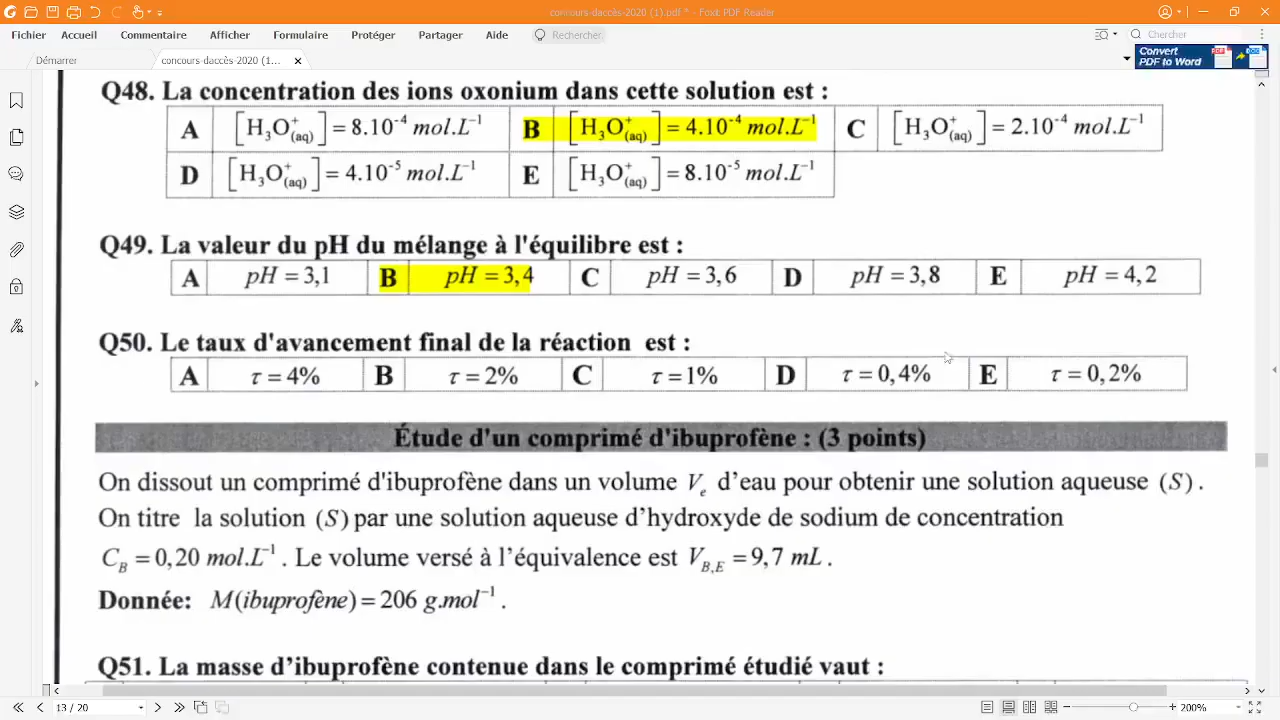 concours-daccès-2020 (1).pdf * - Foxit PDF Reader
Fichier Accueil Commentaire Afficher Formulaire Protéger Partager Aide Rechercher Chercher
Démarrer concours-daccès-2020 (1... Convert PDF to Word
Q48. La concentration des ions oxonium dans cette solution est :
A [H₃O⁺(aq)] = 8.10⁻⁴ mol.L⁻¹ B [H₃O⁺(aq)] = 4.10⁻⁴ mol.L⁻¹ C [H₃O⁺(aq)] = 2.10⁻⁴ mol.L⁻¹
D [H₃O⁺(aq)] = 4.10⁻⁵ mol.L⁻¹ E [H₃O⁺(aq)] = 8.10⁻⁵ mol.L⁻¹
Q49. La valeur du pH du mélange à l'équilibre est :
A pH = 3,1 B pH = 3,4 C pH = 3,6 D pH = 3,8 E pH = 4,2
Q50. Le taux d'avancement final de la réaction est :
A τ = 4% B τ = 2% C τ = 1% D τ = 0,4% E τ = 0,2%
Étude d'un comprimé d'ibuprofène : (3 points)
On dissout un comprimé d'ibuprofène dans un volume Vₑ d'eau pour obtenir une solution aqueuse (S).
On titre la solution (S) par une solution aqueuse d'hydroxyde de sodium de concentration
C_B = 0,20 mol.L⁻¹. Le volume versé à l'équivalence est V_B,E = 9,7 mL.
Donnée: M(ibuprofène) = 206 g.mol⁻¹.
Q51. La masse d'ibuprofène contenue dans le comprimé étudié vaut :
13 / 20 200%